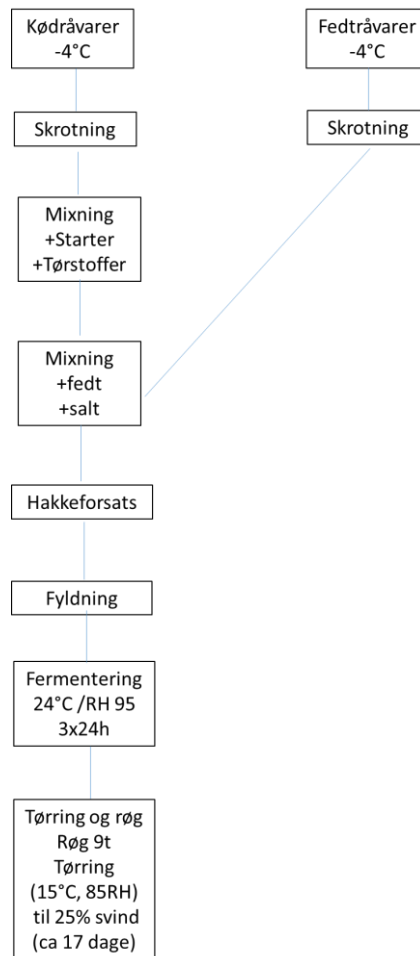 Kødråvarer
-4°C
Fedtråvarer
-4°C
Skrotning
Skrotning
Mixning
+Starter
+Tørstoffer
Mixning
+fedt
+salt
Hakkeforsats
Fyldning
Fermentering
24°C /RH 95
3x24h
Tørring og røg
Røg 9t
Tørring
(15°C, 85RH)
til 25% svind
(ca 17 dage)